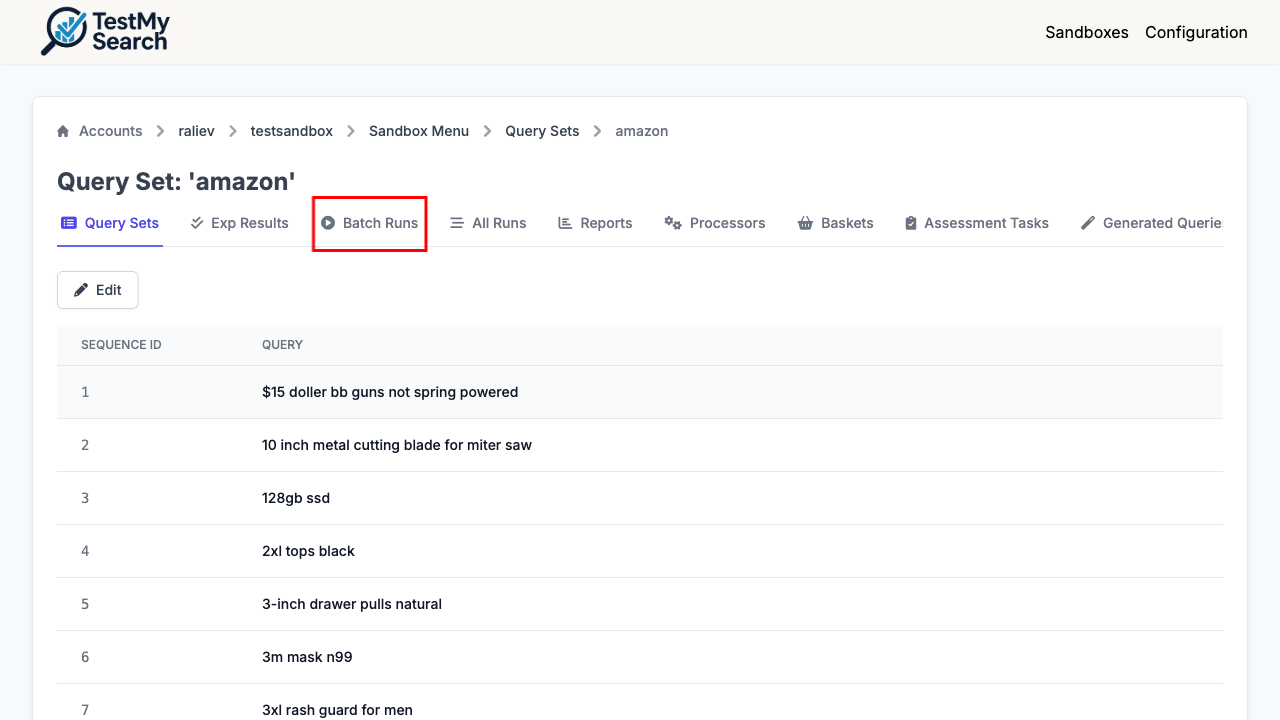 TestMy
Search
Sandboxes Configuration
Accounts raliev testsandbox Sandbox Menu Query Sets amazon
Query Set: 'amazon'
Query Sets Exp Results Batch Runs All Runs Reports Processors Baskets Assessment Tasks Generated Querie
Edit
SEQUENCE ID QUERY
1 $15 doller bb guns not spring powered
2 10 inch metal cutting blade for miter saw
3 128gb ssd
4 2xl tops black
5 3-inch drawer pulls natural
6 3m mask n99
7 3xl rash guard for men